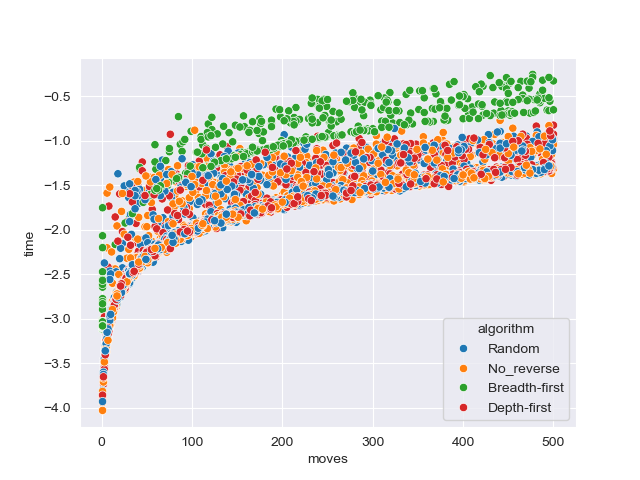 −0.5
−1.0
−1.5
−2.0
−2.5
−3.0
−3.5
−4.0
time
0
100
200
300
400
500
moves
algorithm
Random
No_reverse
Breadth-first
Depth-first